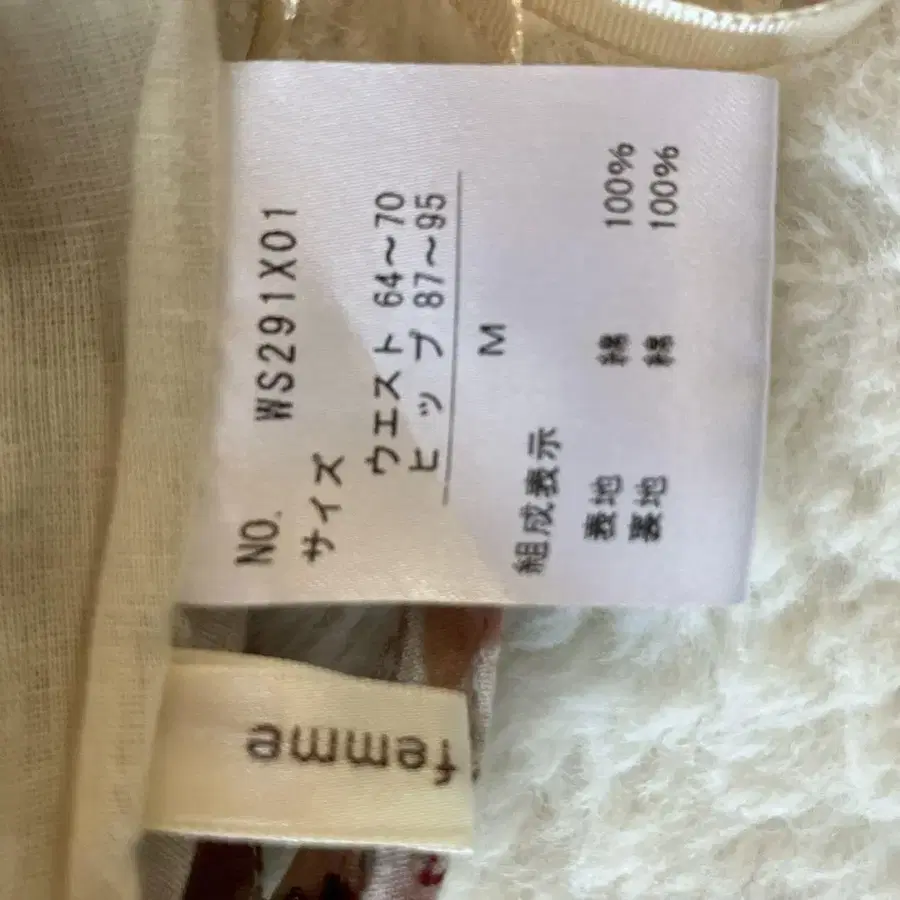 NO. WS291X01
サイズ
ウエスト 64～70
ヒップ 87～95
M
組成表示
表地 綿 100%
裏地 綿 100%
femme